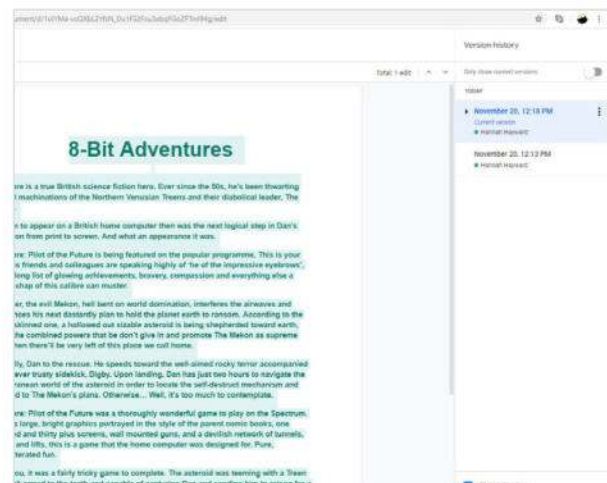 Version history
Total: 1 edit
Only show named versions
TODAY
November 20, 12:18 PM
Current version
Hannah Hayward
November 20, 12:13 PM
Hannah Hayward
8-Bit Adventures
re is a true British science fiction hero. Ever since the 50s, he's been thwarting
machinations of the Northern Venusian Treens and their diabolical leader, The
n to appear on a British home computer then was the next logical step in Dan's
on from print to screen. And what an appearance it was.
re: Pilot of the Future is being featured on the popular programme, This is your
s friends and colleagues are speaking highly of 'he of the impressive eyebrows',
long list of glowing achievements, bravery, compassion and everything else a
chap of this calibre can muster.
er, the evil Mekon, hell bent on world domination, interferes the airwaves and
nces his next dastardly plan to hold the planet earth to ransom. According to the
skinned one, a hollowed out sizable asteroid is being shepherded toward earth,
he combined powers that be don't give in and promote The Mekon as supreme
hen there'll be very left of this place we call home.
lly, Dan to the rescue. He speeds toward the well-aimed rocky terror accompanied
ever trusty sidekick, Digby. Upon landing, Dan has just two hours to navigate the
ranean world of the asteroid in order to locate the self-destruct mechanism and
d to The Mekon's plans. Otherwise... Well, it's too much to contemplate.
re: Pilot of the Future was a thoroughly wonderful game to play on the Spectrum.
s large, bright graphics portrayed in the style of the parent comic books, one
d and thirty plus screens, wall mounted guns, and a devilish network of tunnels,
and lifts, this is a game that the home computer was designed for. Pure,
terated fun.
ou, it was a fairly tricky game to complete. The asteroid was teeming with a Treen